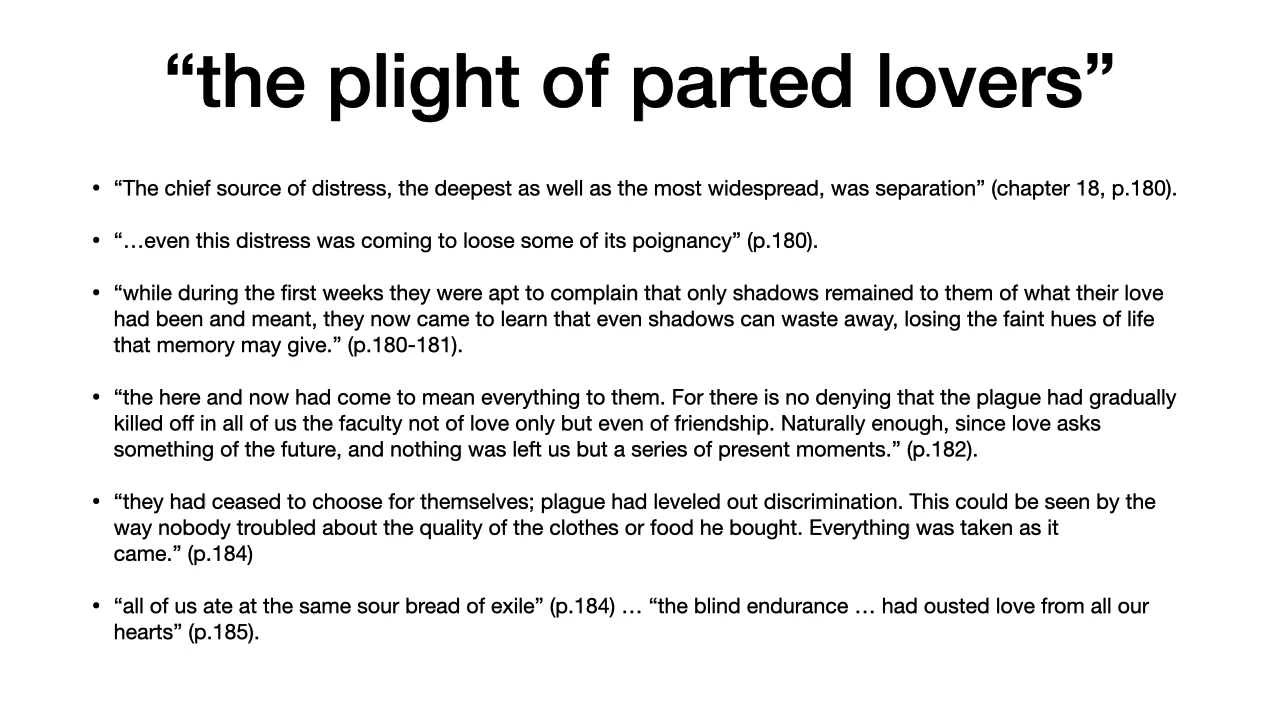 “the plight of parted lovers”
• “The chief source of distress, the deepest as well as the most widespread, was separation” (chapter 18, p.180).
• “…even this distress was coming to loose some of its poignancy” (p.180).
• “while during the first weeks they were apt to complain that only shadows remained to them of what their love
had been and meant, they now came to learn that even shadows can waste away, losing the faint hues of life
that memory may give.” (p.180-181).
• “the here and now had come to mean everything to them. For there is no denying that the plague had gradually
killed off in all of us the faculty not of love only but even of friendship. Naturally enough, since love asks
something of the future, and nothing was left us but a series of present moments.” (p.182).
• “they had ceased to choose for themselves; plague had leveled out discrimination. This could be seen by the
way nobody troubled about the quality of the clothes or food he bought. Everything was taken as it
came.” (p.184)
• “all of us ate at the same sour bread of exile” (p.184) … “the blind endurance … had ousted love from all our
hearts” (p.185).